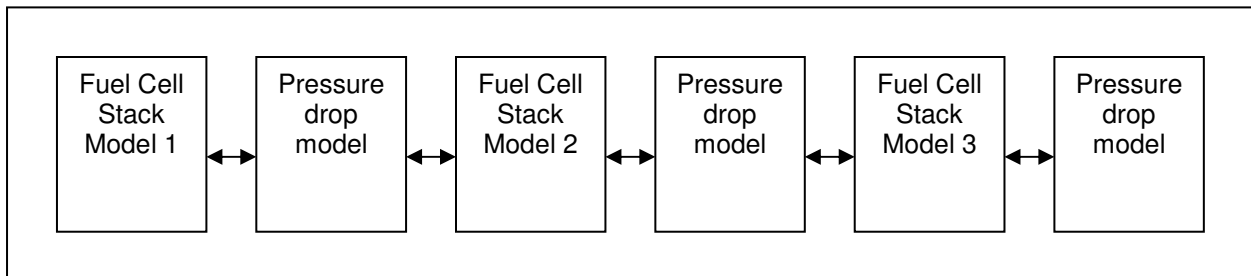 Fuel Cell
Stack
Model 1
Pressure
drop
model
Fuel Cell
Stack
Model 2
Pressure
drop
model
Fuel Cell
Stack
Model 3
Pressure
drop
model